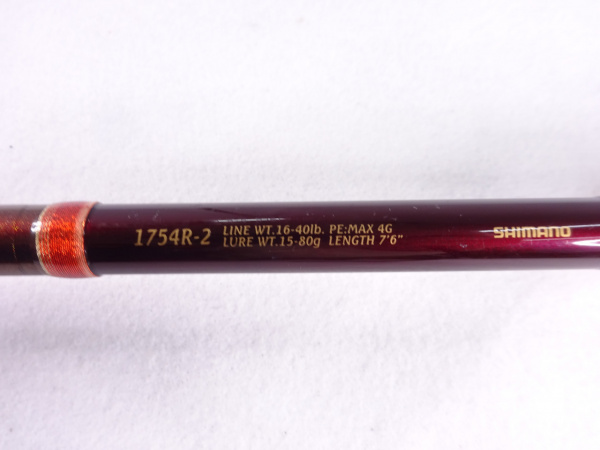 1754R-2
LINE WT.16-40lb. PE:MAX 4G
LURE WT.15-80g LENGTH 7'6"
SHIMANO